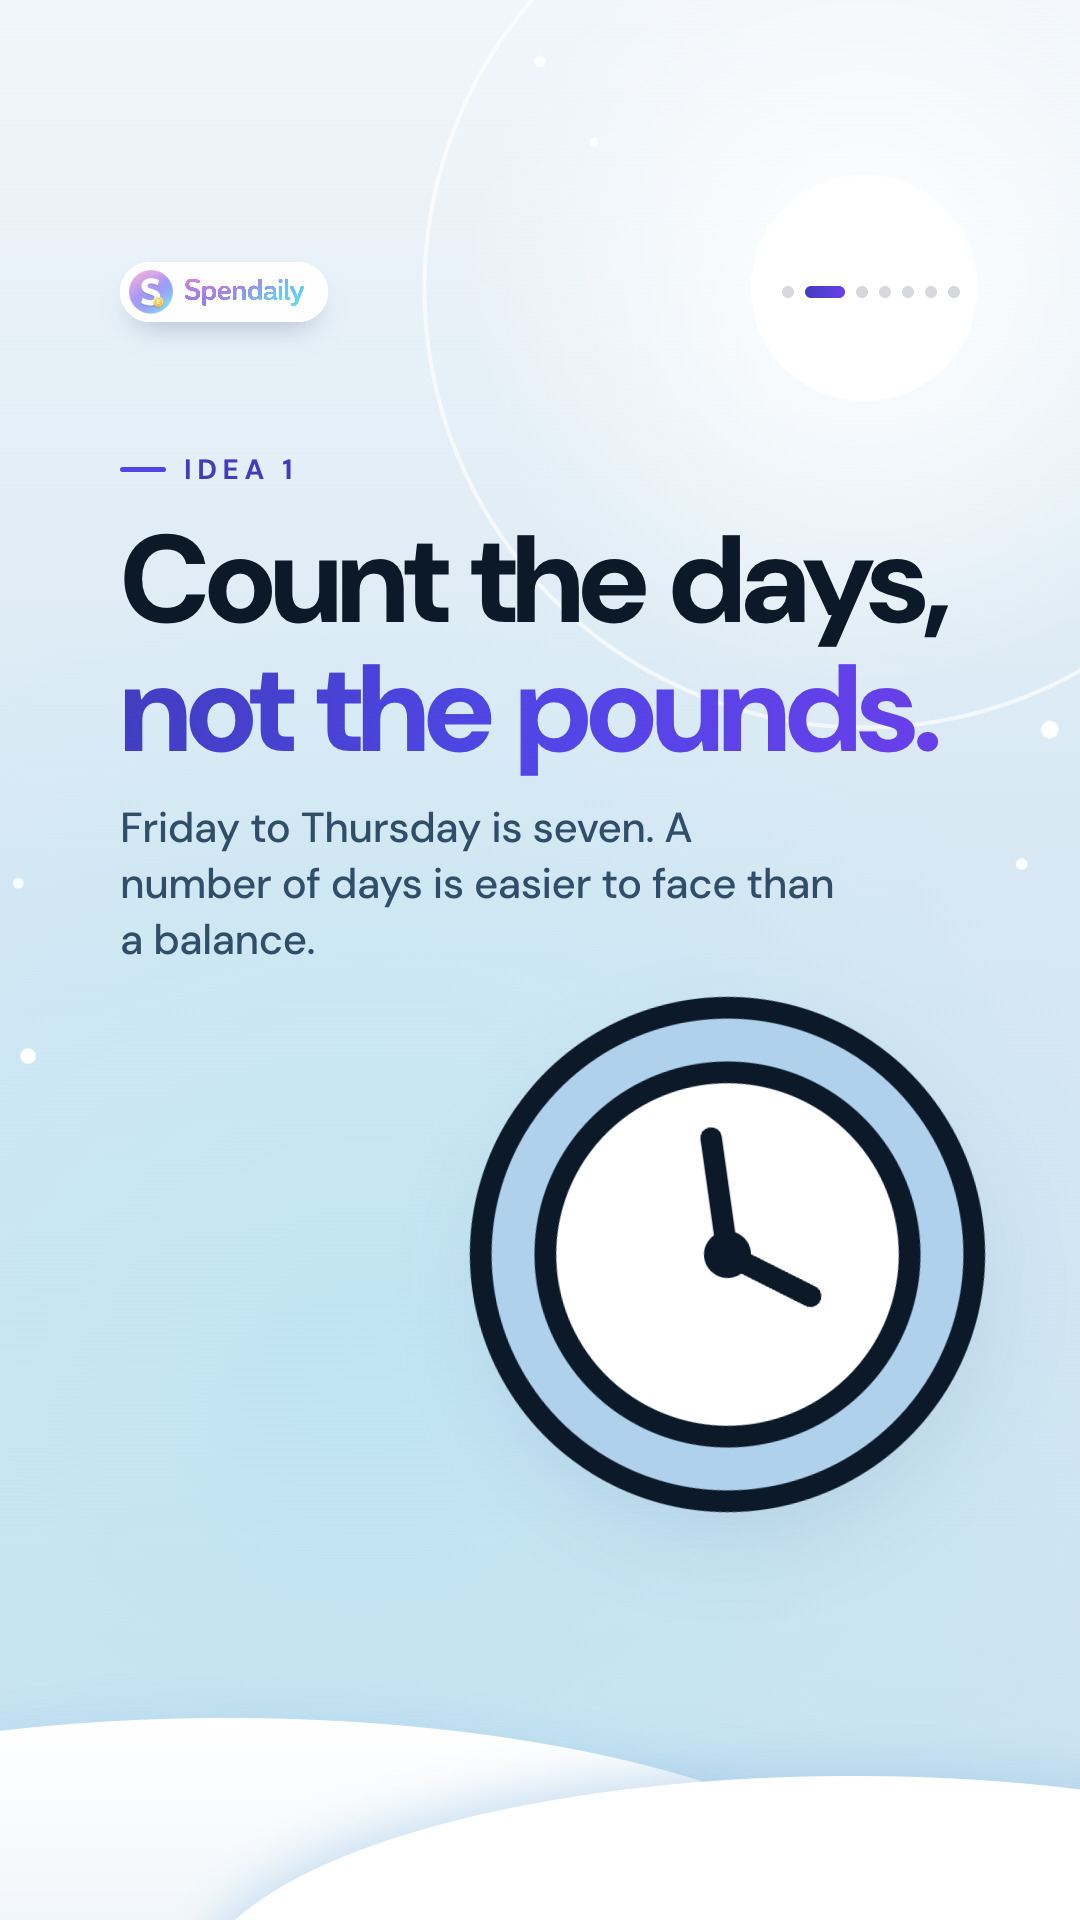 Spendaily
IDEA 1
Count the days,
not the pounds.
Friday to Thursday is seven. A
number of days is easier to face than
a balance.